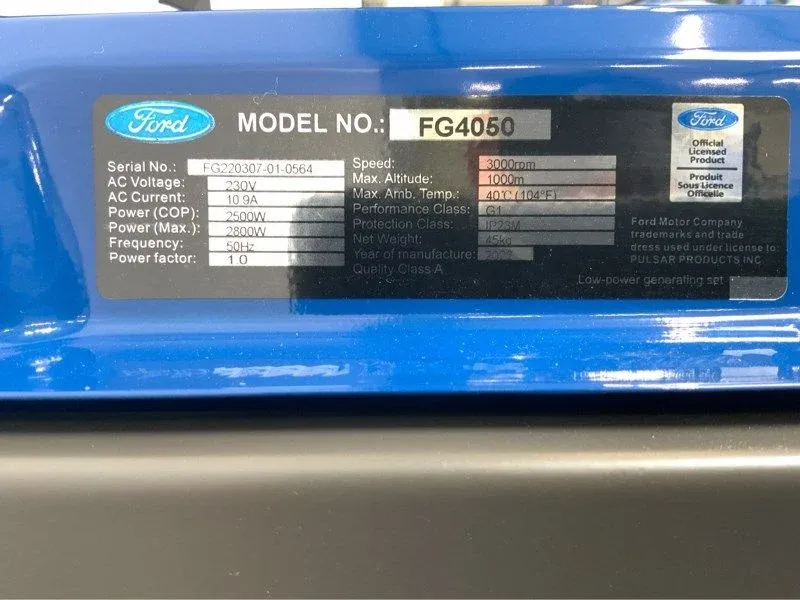 Ford
MODEL NO.: FG4050
Serial No.: FG220307-01-0564
AC Voltage: 230V
AC Current: 10.9A
Power (COP): 2500W
Power (Max.): 2800W
Frequency: 50Hz
Power factor: 1.0
Speed: 3000rpm
Max. Altitude: 1000m
Max. Amb. Temp.: 40℃ (104℉)
Performance Class: G1
Protection Class: IP23M
Net Weight: 45kg
Year of manufacture: 2022
Quality Class A
Ford
Official
Licensed
Product
Produit
Sous Licence
Officielle
Ford Motor Company
trademarks and trade
dress used under license to:
PULSAR PRODUCTS INC
Low-power generating set